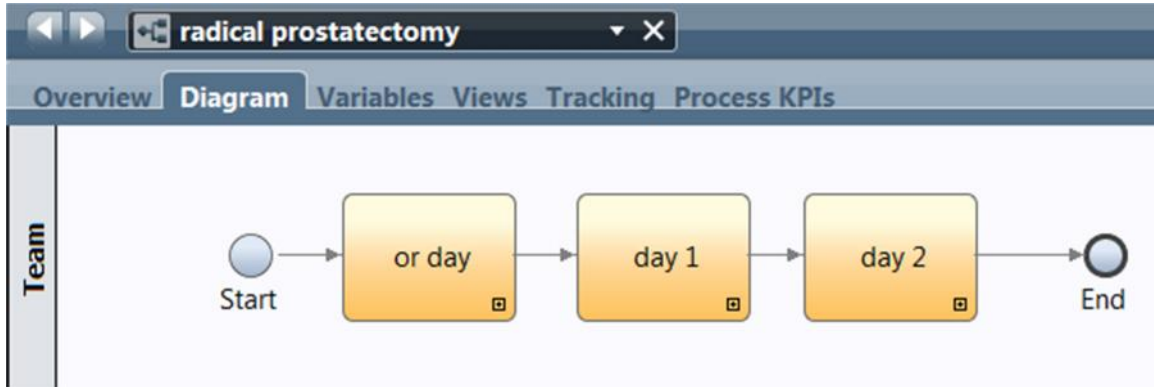 radical prostatectomy
Overview Diagram Variables Views Tracking Process KPIs
Team
or day
day 1
day 2
Start
End